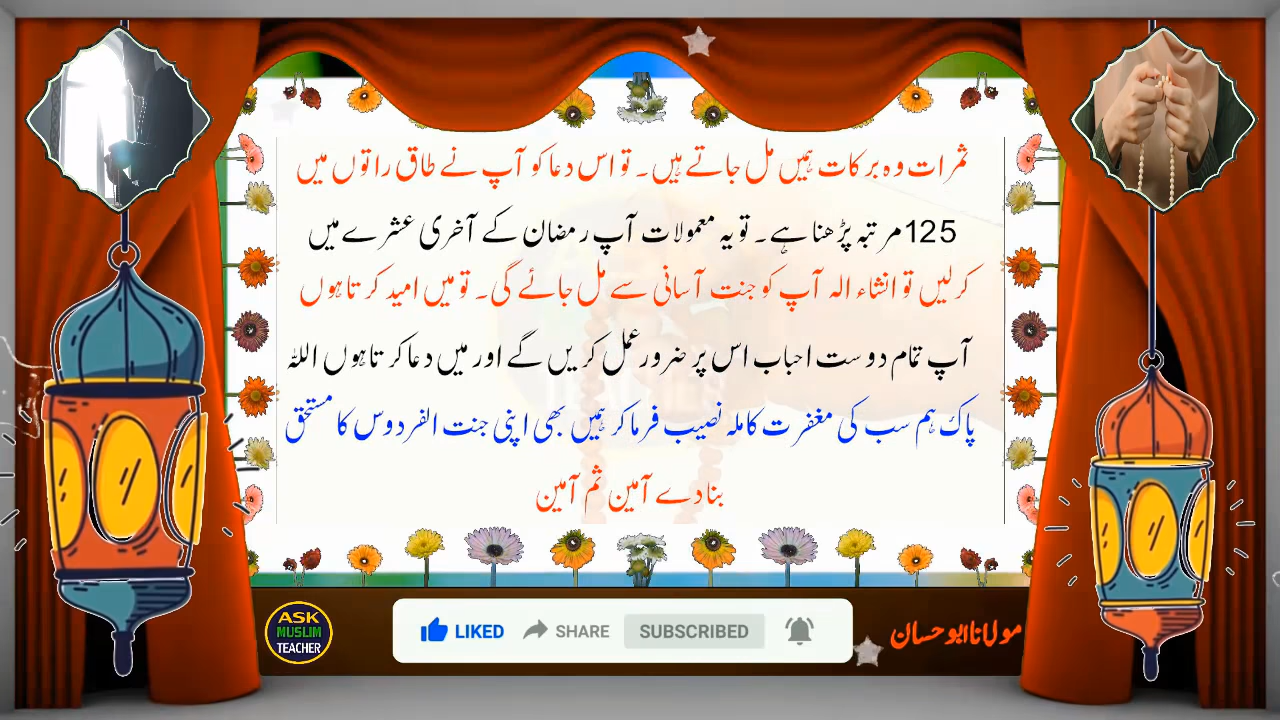 ثمرات وہ برکات ہمیں مل جاتے ہیں۔ تو اس دعا کو آپ نے طاق راتوں میں
125 مرتبہ پڑھنا ہے۔ تو یہ معمولات آپ رمضان کے آخری عشرے میں
کرلیں تو انشاء الہ آپ کو جنت آسانی سے مل جائے گی۔ تو میں امید کرتا ہوں
آپ تمام دوست احباب اس پر ضرور عمل کریں گے اور میں دعا کرتا ہوں اللہ
پاک ہم سب کی مغفرت کاملہ نصیب فرما کر ہمیں بھی اپنی جنت الفردوس کا مستحق
بنا دے آمین ثم آمین
ASK
MUSLIM
TEACHER
LIKED SHARE SUBSCRIBED
مولانا ابو حسان